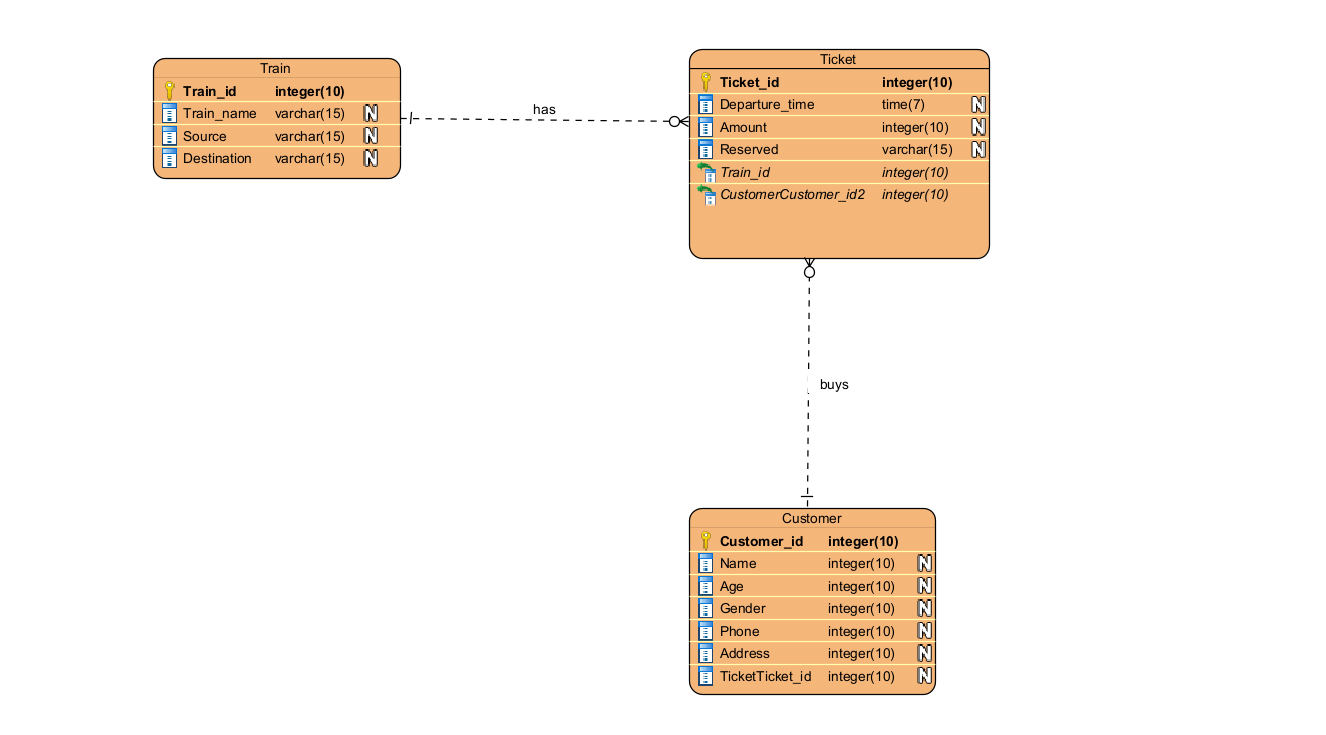 Train
Train_id integer(10)
Train_name varchar(15) N
Source varchar(15) N
Destination varchar(15) N
has
Ticket
Ticket_id integer(10)
Departure_time time(7) N
Amount integer(10) N
Reserved varchar(15) N
Train_id integer(10)
CustomerCustomer_id2 integer(10)
buys
Customer
Customer_id integer(10)
Name integer(10) N
Age integer(10) N
Gender integer(10) N
Phone integer(10) N
Address integer(10) N
TicketTicket_id integer(10) N